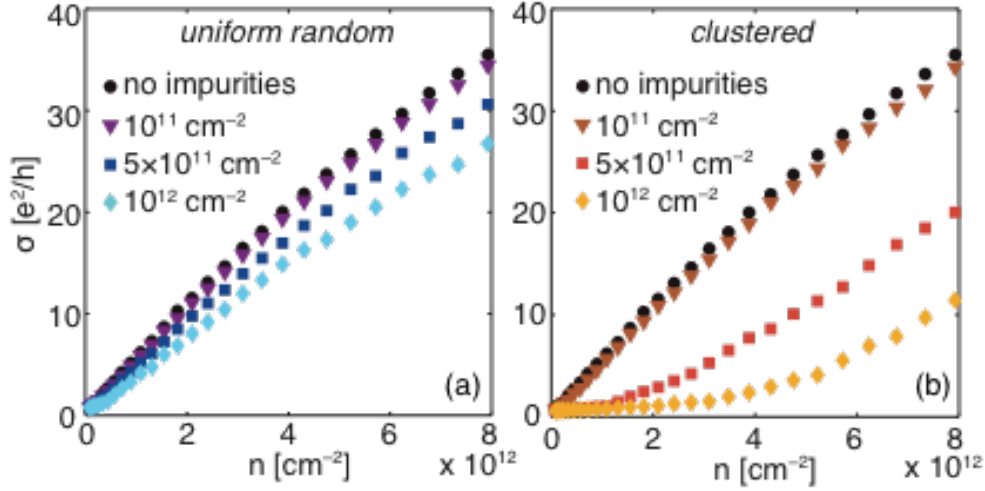 uniform random
no impurities
10¹¹ cm⁻²
5×10¹¹ cm⁻²
10¹² cm⁻²
(a)
σ [e²/h]
40
30
20
10
0
0 2 4 6 8
n [cm⁻²] x 10¹²
clustered
no impurities
10¹¹ cm⁻²
5×10¹¹ cm⁻²
10¹² cm⁻²
(b)
40
30
20
10
0
0 2 4 6 8
n [cm⁻²] x 10¹²